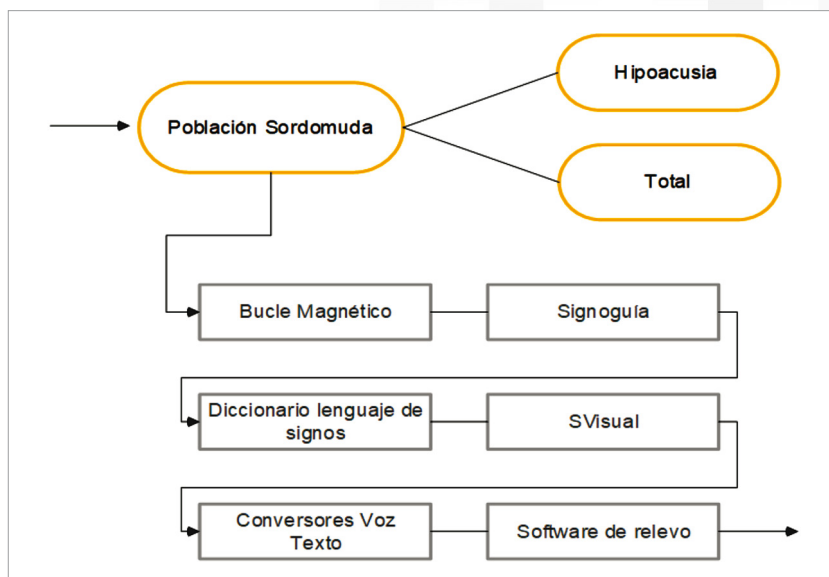 Hipoacusia
Población Sordomuda
Total
Bucle Magnético
Signoguía
Diccionario lenguaje de
signos
SVisual
Conversores Voz
Texto
Software de relevo